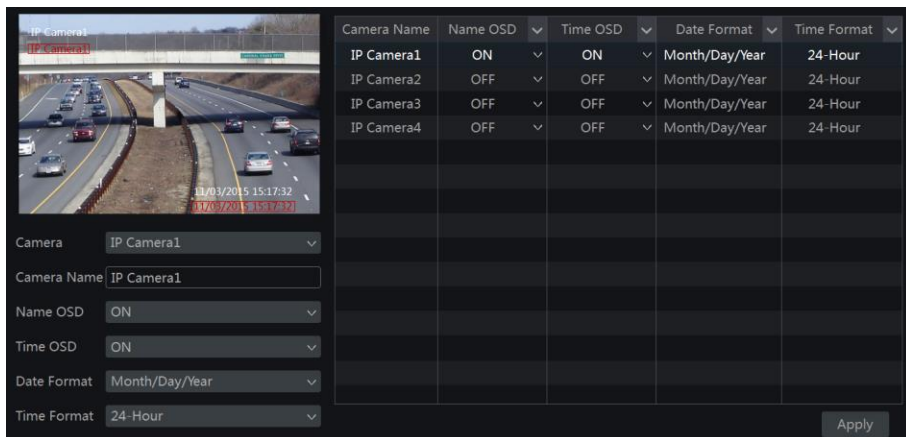 IP Camera1
IP Camera1
11/03/2015 15:17:32
11/03/2015 15:17:32
Camera IP Camera1
Camera Name IP Camera1
Name OSD ON
Time OSD ON
Date Format Month/Day/Year
Time Format 24-Hour
Camera Name Name OSD Time OSD Date Format Time Format
IP Camera1 ON ON Month/Day/Year 24-Hour
IP Camera2 OFF OFF Month/Day/Year 24-Hour
IP Camera3 OFF OFF Month/Day/Year 24-Hour
IP Camera4 OFF OFF Month/Day/Year 24-Hour
Apply